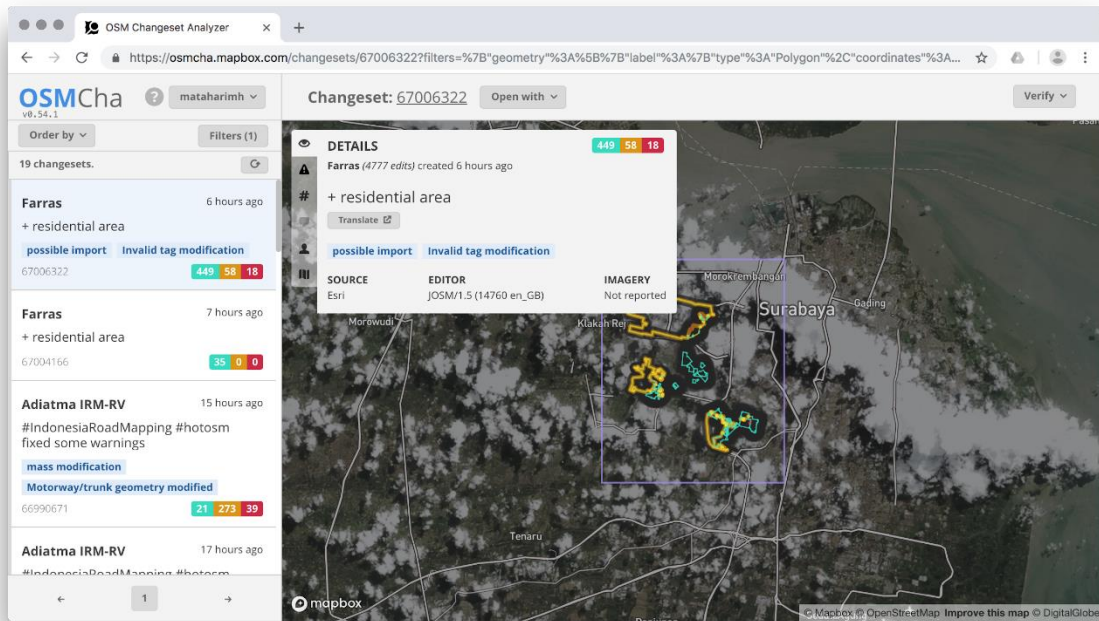 OSM Changeset Analyzer
https://osmcha.mapbox.com/changesets/67006322?filters=%7B"geometry"%3A%5B%7B"label"%3A%7B"type"%3A"Polygon"%2C"coordinates"%3A...
OSMCha
v0.54.1
mataharimh
Changeset: 67006322
Open with
Verify
Order by
Filters (1)
19 changesets.
Farras 6 hours ago
+ residential area
possible import Invalid tag modification
67006322 449 58 18
Farras 7 hours ago
+ residential area
67004166 35 0 0
Adiatma IRM-RV 15 hours ago
#IndonesiaRoadMapping #hotosm
fixed some warnings
mass modification
Motorway/trunk geometry modified
66990671 21 273 39
Adiatma IRM-RV 17 hours ago
#IndonesiaRoadMapping #hotosm
1
DETAILS 449 58 18
Farras (4777 edits) created 6 hours ago
+ residential area
Translate
possible import Invalid tag modification
SOURCE EDITOR IMAGERY
Esri JOSM/1.5 (14760 en_GB) Not reported
Morokrembangan
Surabaya
Gading
Morowudi
Klakah Rej
Tenaru
mapbox
© Mapbox © OpenStreetMap Improve this map © DigitalGlobe